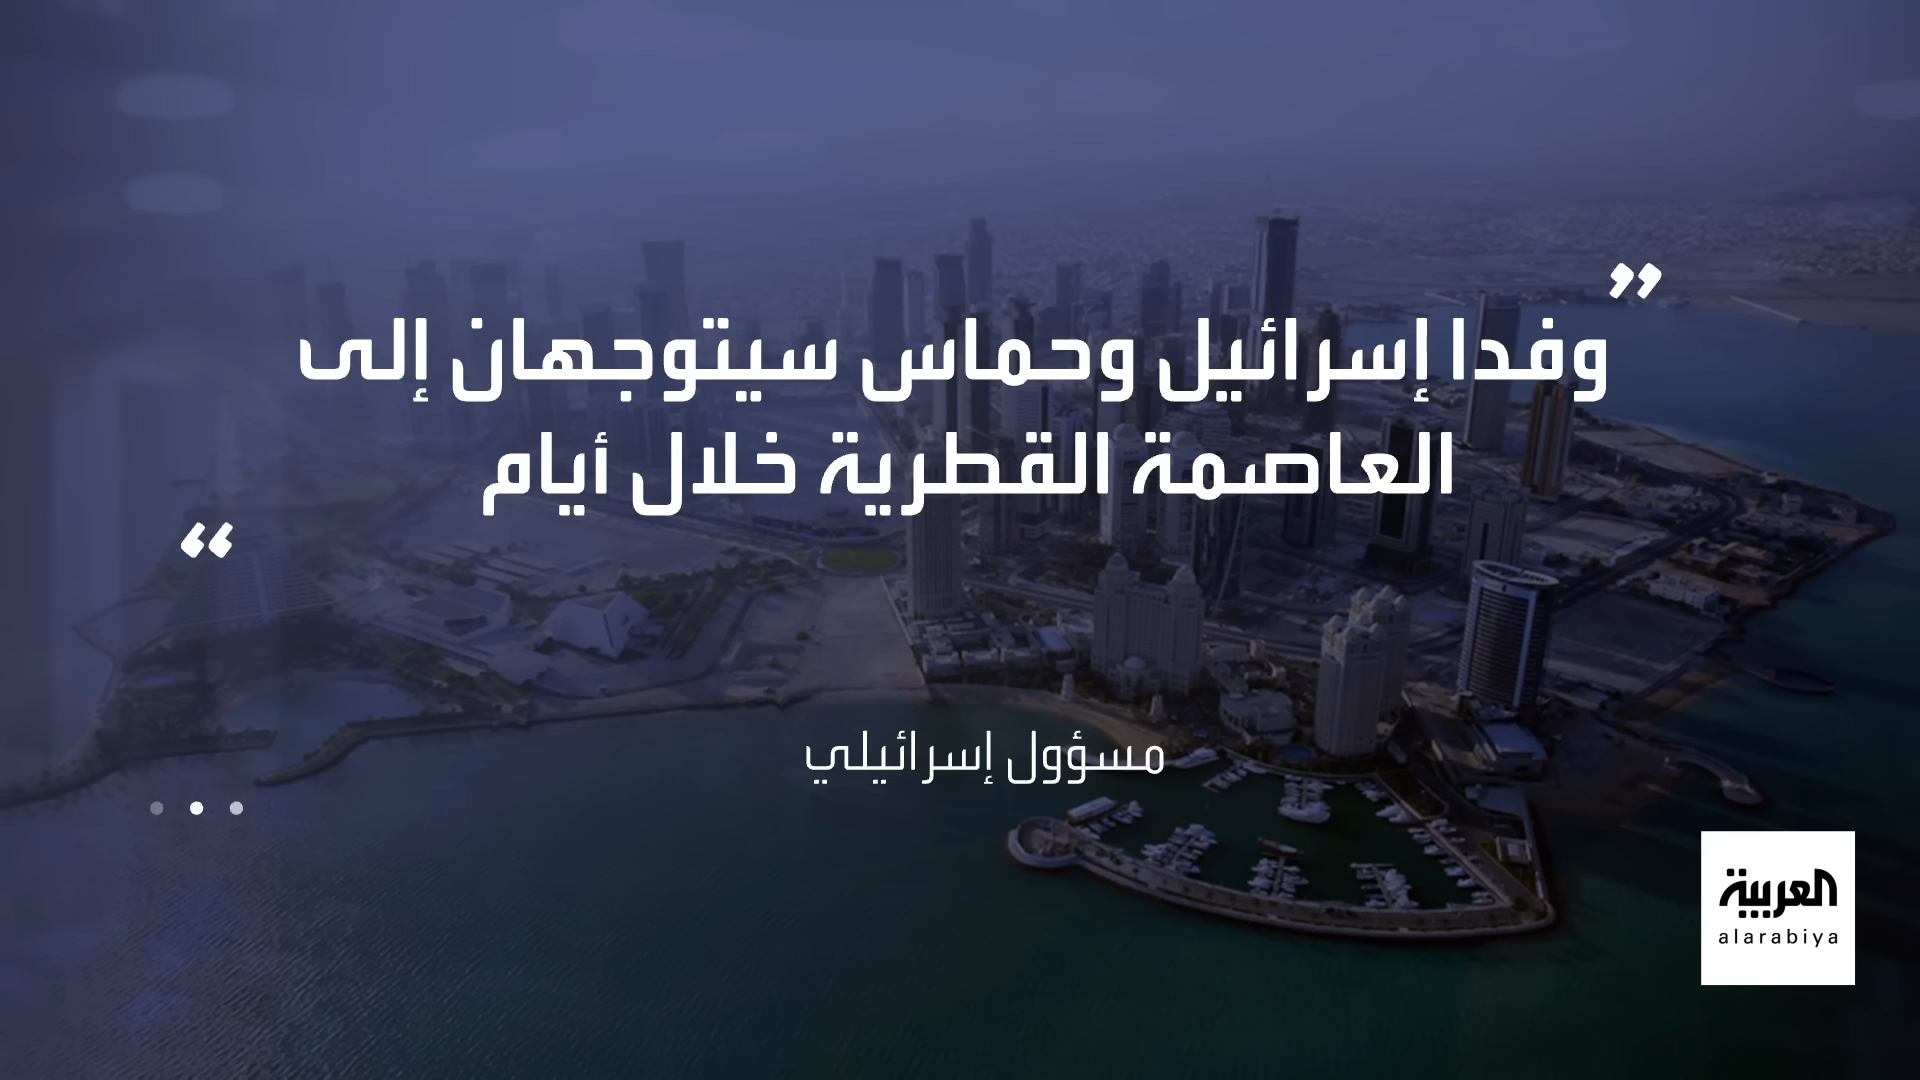 ”
وفدا إسرائيل وحماس سيتوجهان إلى
العاصمة القطرية خلال أيام
“
مسؤول إسرائيلي
العربية
alarabiya